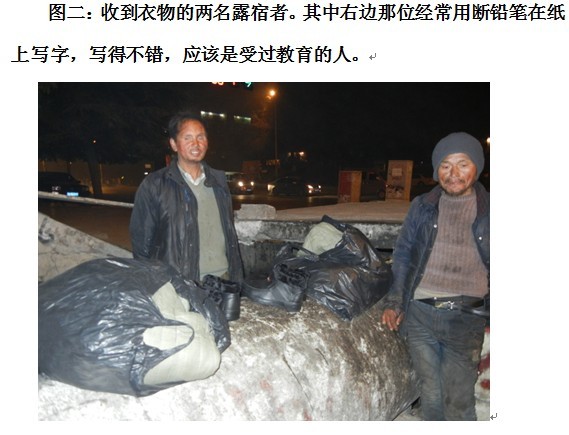 图二：收到衣物的两名露宿者。其中右边那位经常用断铅笔在纸
上写字，写得不错，应该是受过教育的人。